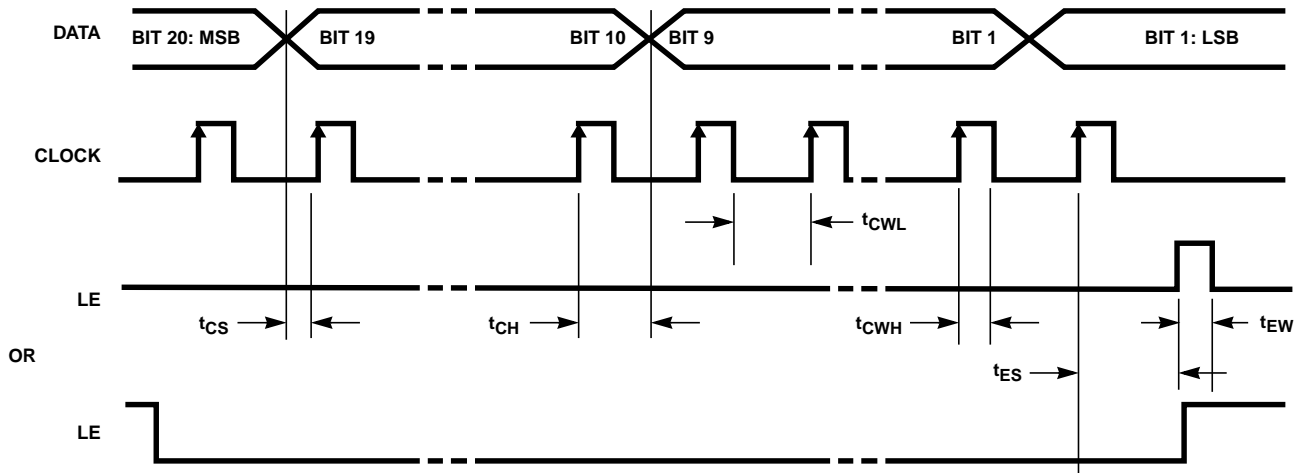 DATA
BIT 20: MSB
BIT 19
BIT 10
BIT 9
BIT 1
BIT 1: LSB
CLOCK
tCWL
LE
tCS
tCH
tCWH
tEW
OR
tES
LE